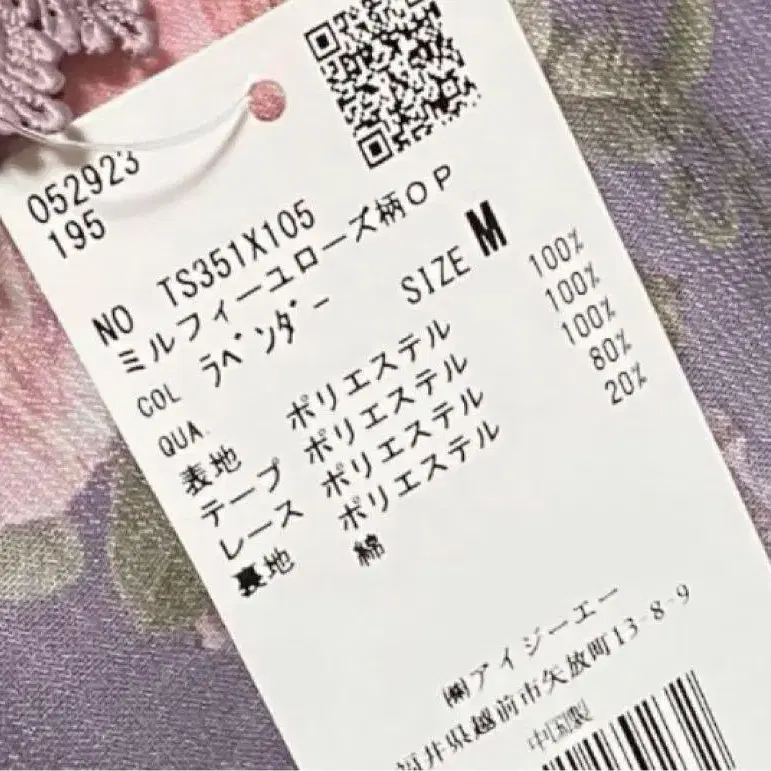 052923
195
NO TS351X105
ミルフィーユローズ柄OP
COL ラベンダー SIZE M
QUA.
表地 ポリエステル 100%
テープ ポリエステル 100%
レース ポリエステル 100%
裏地 ポリエステル 80%
綿 20%
㈱アイジーエー
福井県越前市矢放町13-8-9
中国製